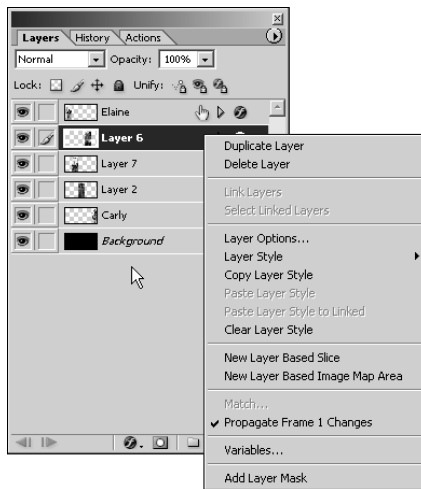 Layers History Actions
Normal Opacity: 100%
Lock: Unify:
Elaine
Layer 6
Layer 7
Layer 2
Carly
Background
Duplicate Layer
Delete Layer
Link Layers
Select Linked Layers
Layer Options...
Layer Style
Copy Layer Style
Paste Layer Style
Paste Layer Style to Linked
Clear Layer Style
New Layer Based Slice
New Layer Based Image Map Area
Match...
Propagate Frame 1 Changes
Variables...
Add Layer Mask